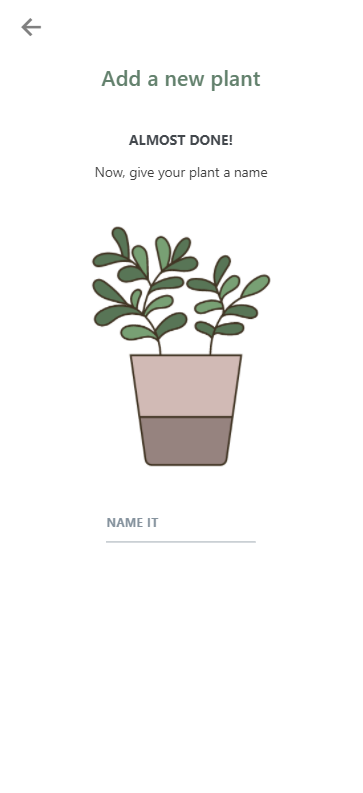 Add a new plant
ALMOST DONE!
Now, give your plant a name
NAME IT